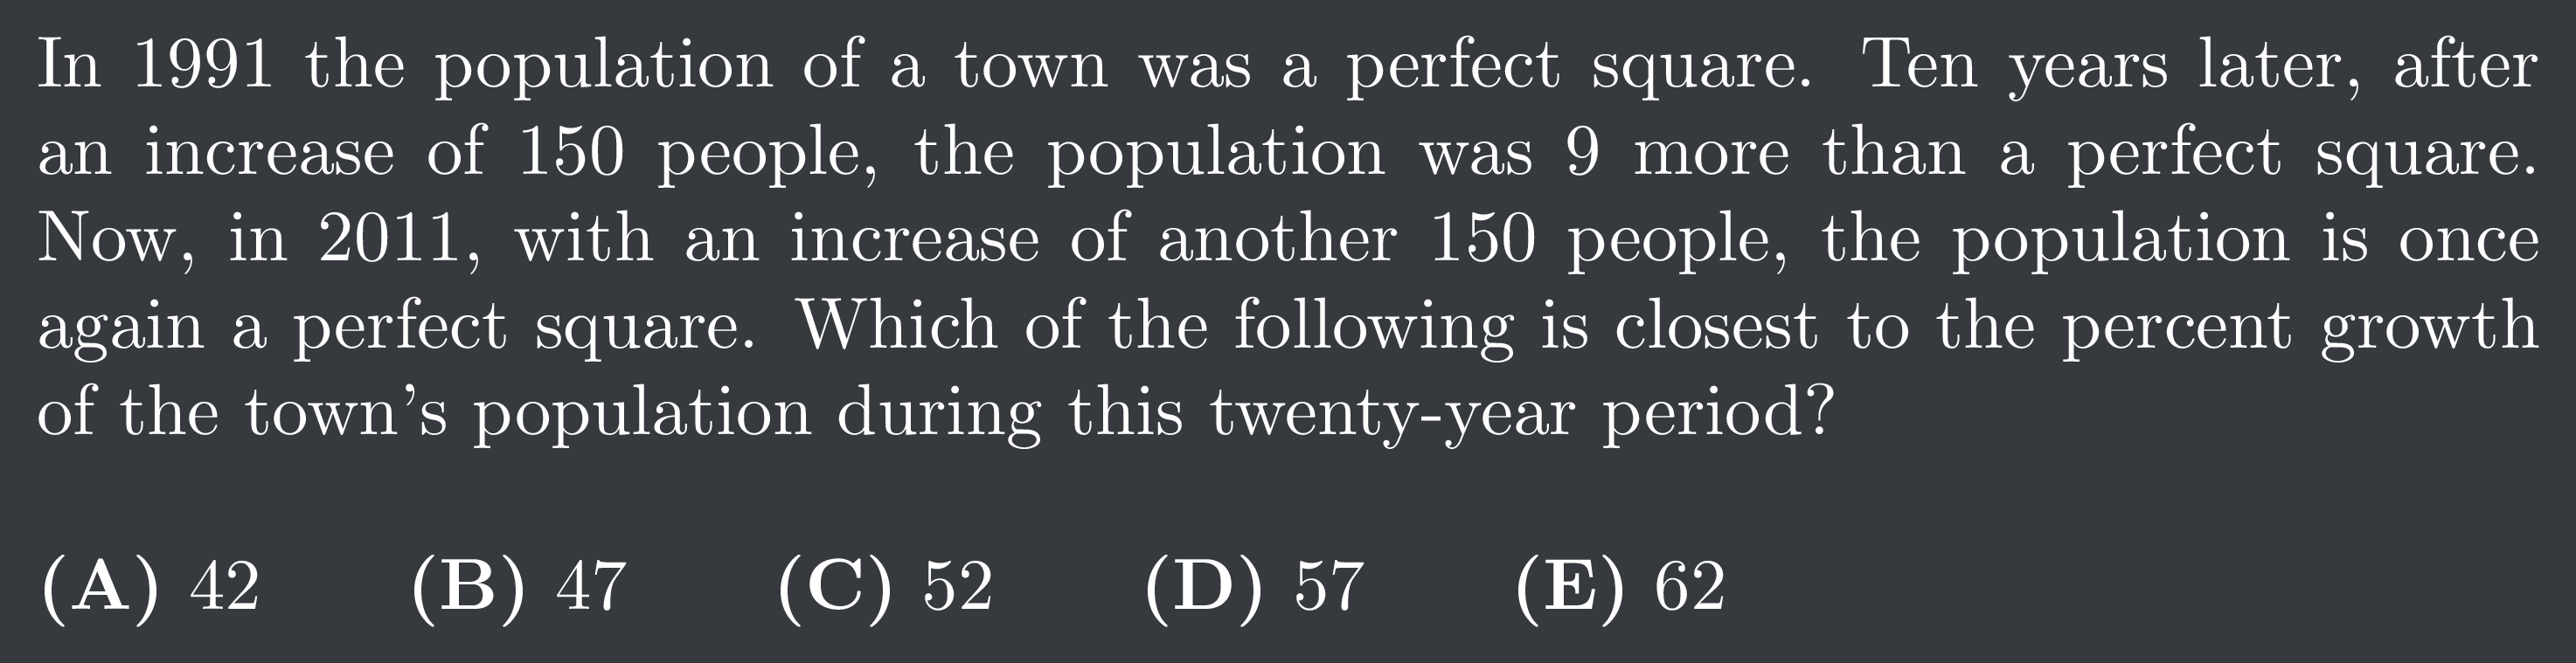 In 1991 the population of a town was a perfect square. Ten years later, after
an increase of 150 people, the population was 9 more than a perfect square.
Now, in 2011, with an increase of another 150 people, the population is once
again a perfect square. Which of the following is closest to the percent growth
of the town's population during this twenty-year period?
(A) 42 (B) 47 (C) 52 (D) 57 (E) 62